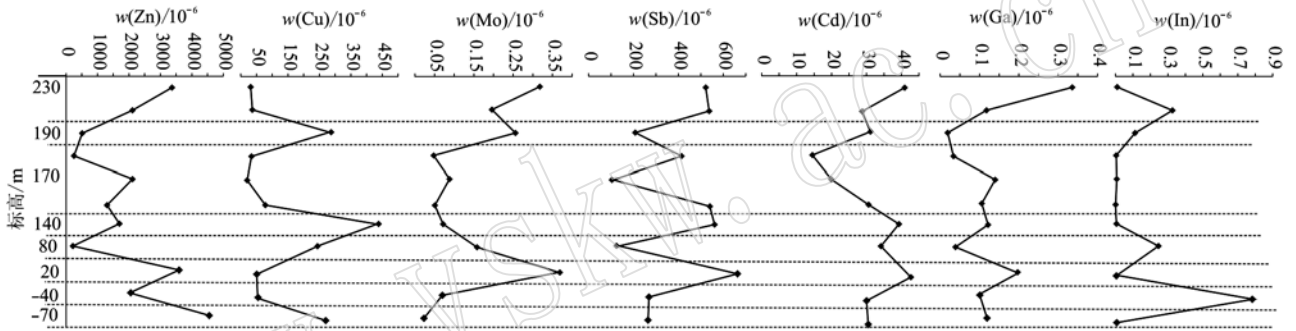 w(Zn)/10⁻⁶ w(Cu)/10⁻⁶ w(Mo)/10⁻⁶ w(Sb)/10⁻⁶ w(Cd)/10⁻⁶ w(Ga)/10⁻⁶ w(In)/10⁻⁶
0 1000 2000 3000 4000 5000 50 150 250 350 450 0.05 0.15 0.25 0.35 0 200 400 600 0 10 20 30 40 0 0.1 0.2 0.3 0.4 0.1 0.3 0.5 0.7 0.9
标高/m
230
190
170
140
80
20
-40
-70
vskw.ac.cn